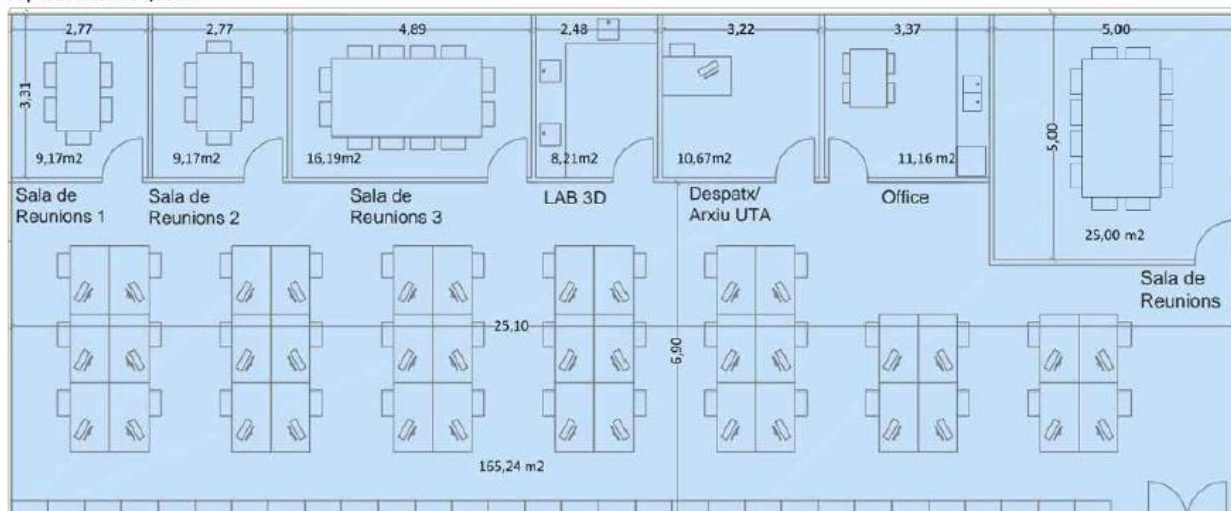 2,77
2,77
4,89
2,48
3,22
3,37
5,00
3,31
5,00
9,17m2
9,17m2
16,19m2
8,21m2
10,67m2
11,16 m2
25,00 m2
Sala de
Reunions 1
Sala de
Reunions 2
Sala de
Reunions 3
LAB 3D
Despatx/
Arxiu UTA
Office
Sala de
Reunions
25,10
6,90
165,24 m2